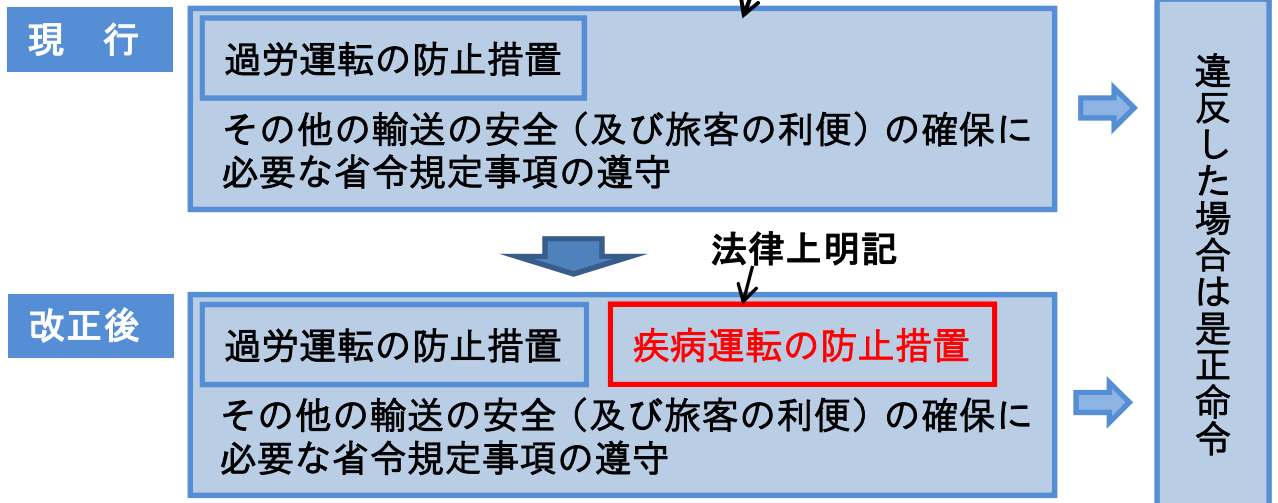 現　行
過労運転の防止措置
その他の輸送の安全（及び旅客の利便）の確保に
必要な省令規定事項の遵守
法律上明記
改正後
過労運転の防止措置
疾病運転の防止措置
その他の輸送の安全（及び旅客の利便）の確保に
必要な省令規定事項の遵守
違反した場合は是正命令